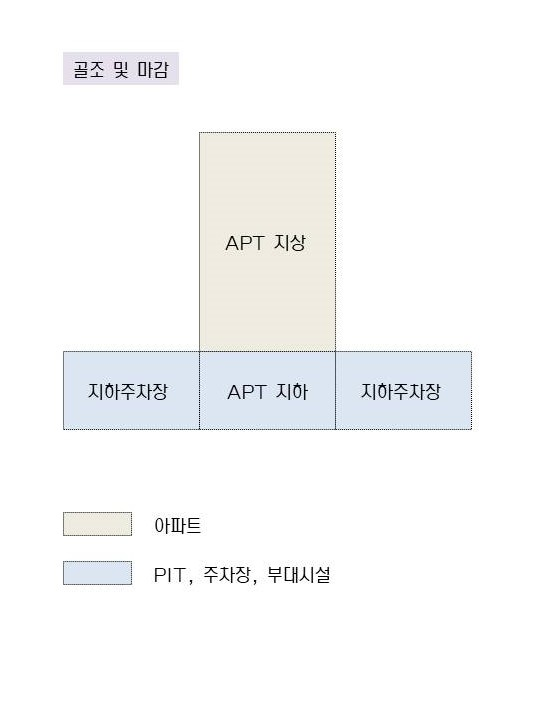 골조 및 마감
APT 지상
지하주차장
APT 지하
지하주차장
아파트
PIT, 주차장, 부대시설